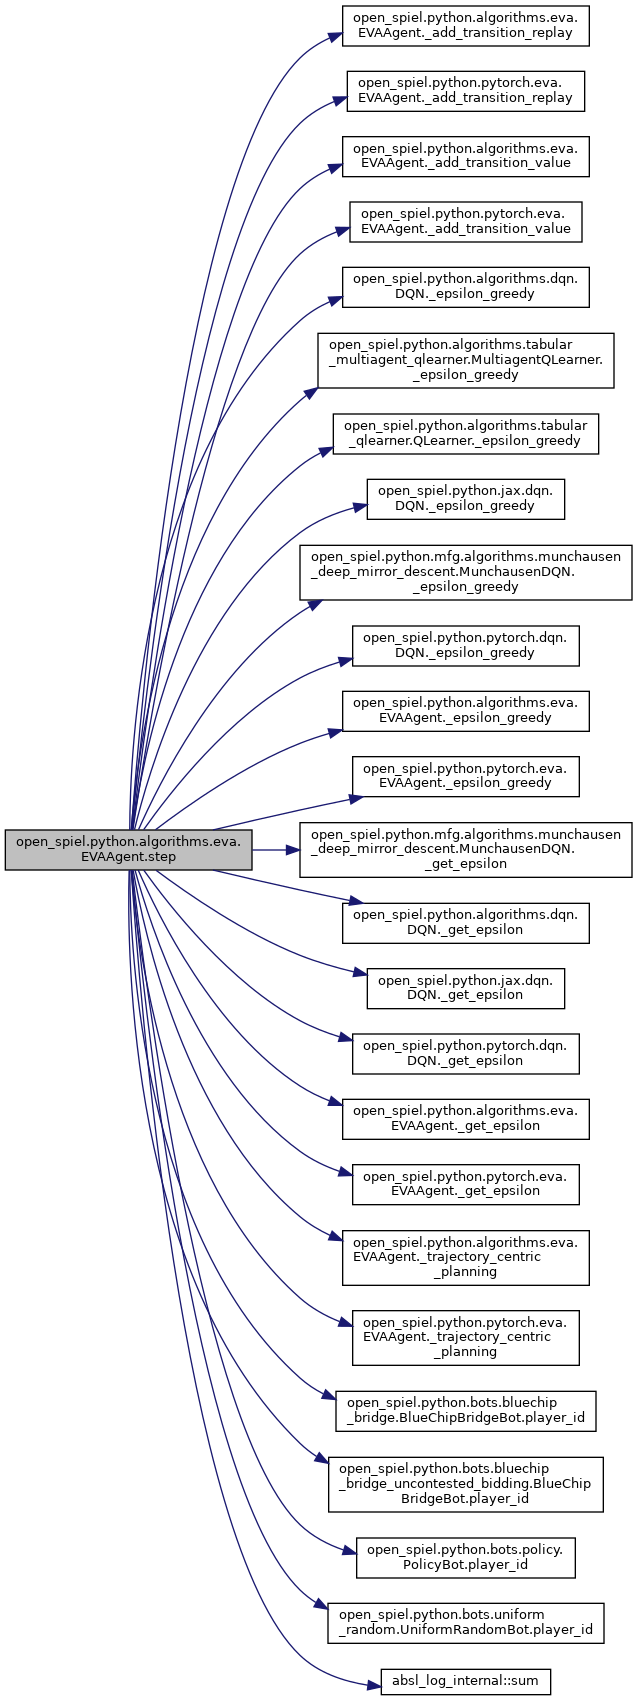 open_spiel.python.algorithms.eva.
EVAAgent._add_transition_replay
open_spiel.python.pytorch.eva.
EVAAgent._add_transition_replay
open_spiel.python.algorithms.eva.
EVAAgent._add_transition_value
open_spiel.python.pytorch.eva.
EVAAgent._add_transition_value
open_spiel.python.algorithms.dqn.
DQN._epsilon_greedy
open_spiel.python.algorithms.tabular
_multiagent_qlearner.MultiagentQLearner.
_epsilon_greedy
open_spiel.python.algorithms.tabular
_qlearner.QLearner._epsilon_greedy
open_spiel.python.jax.dqn.
DQN._epsilon_greedy
open_spiel.python.mfg.algorithms.munchausen
_deep_mirror_descent.MunchausenDQN.
_epsilon_greedy
open_spiel.python.pytorch.dqn.
DQN._epsilon_greedy
open_spiel.python.algorithms.eva.
EVAAgent._epsilon_greedy
open_spiel.python.pytorch.eva.
EVAAgent._epsilon_greedy
open_spiel.python.algorithms.eva.
EVAAgent.step
open_spiel.python.mfg.algorithms.munchausen
_deep_mirror_descent.MunchausenDQN.
_get_epsilon
open_spiel.python.algorithms.dqn.
DQN._get_epsilon
open_spiel.python.jax.dqn.
DQN._get_epsilon
open_spiel.python.pytorch.dqn.
DQN._get_epsilon
open_spiel.python.algorithms.eva.
EVAAgent._get_epsilon
open_spiel.python.pytorch.eva.
EVAAgent._get_epsilon
open_spiel.python.algorithms.eva.
EVAAgent._trajectory_centric
_planning
open_spiel.python.pytorch.eva.
EVAAgent._trajectory_centric
_planning
open_spiel.python.bots.bluechip
_bridge.BlueChipBridgeBot.player_id
open_spiel.python.bots.bluechip
_bridge_uncontested_bidding.BlueChip
BridgeBot.player_id
open_spiel.python.bots.policy.
PolicyBot.player_id
open_spiel.python.bots.uniform
_random.UniformRandomBot.player_id
absl_log_internal::sum